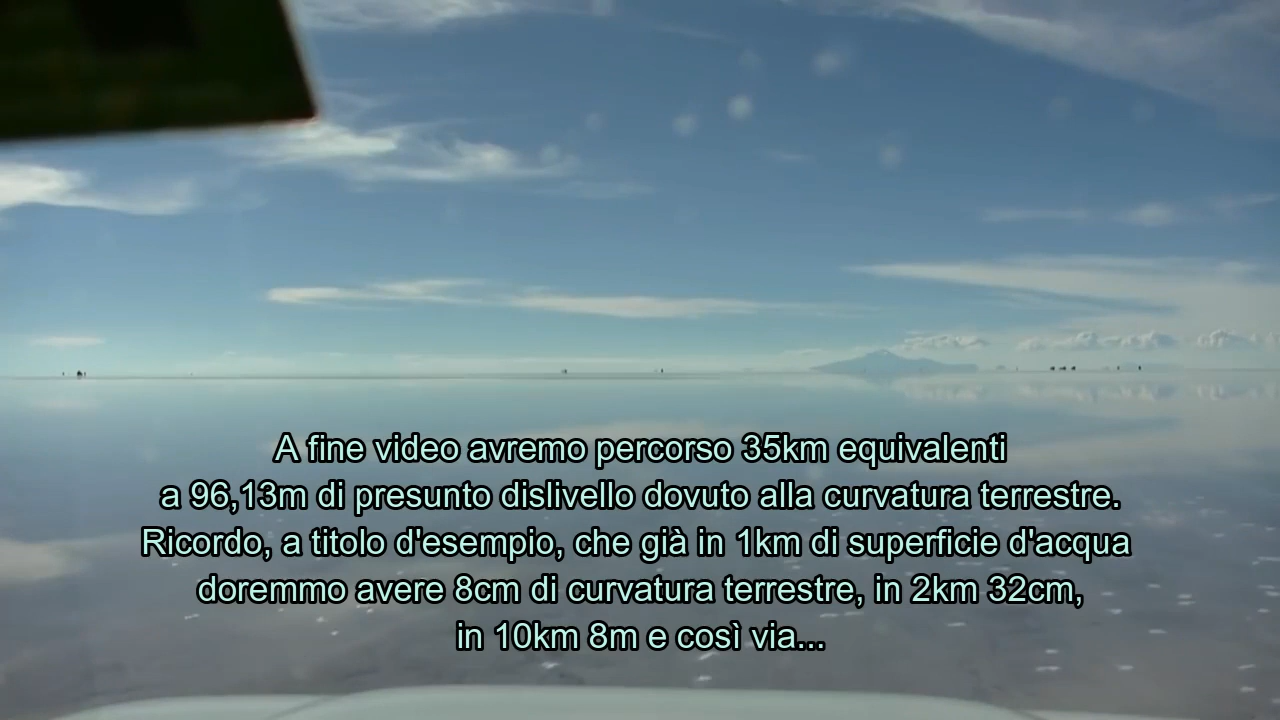 A fine video avremo percorso 35km equivalenti
a 96,13m di presunto dislivello dovuto alla curvatura terrestre.
Ricordo, a titolo d'esempio, che già in 1km di superficie d'acqua
doremmo avere 8cm di curvatura terrestre, in 2km 32cm,
in 10km 8m e così via...